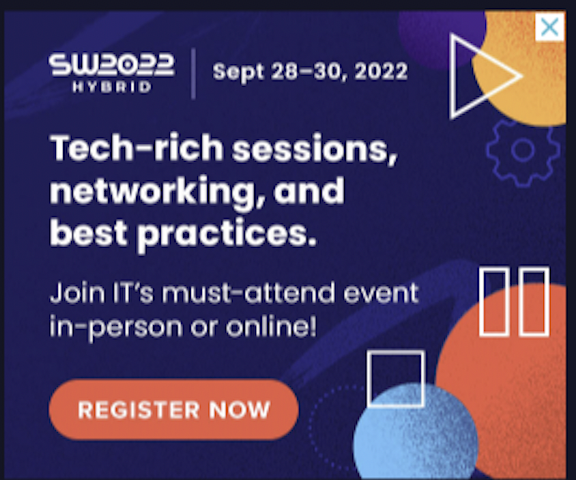 SW2022
HYBRID
Sept 28–30, 2022
Tech-rich sessions,
networking, and
best practices.
Join IT's must-attend event
in-person or online!
REGISTER NOW